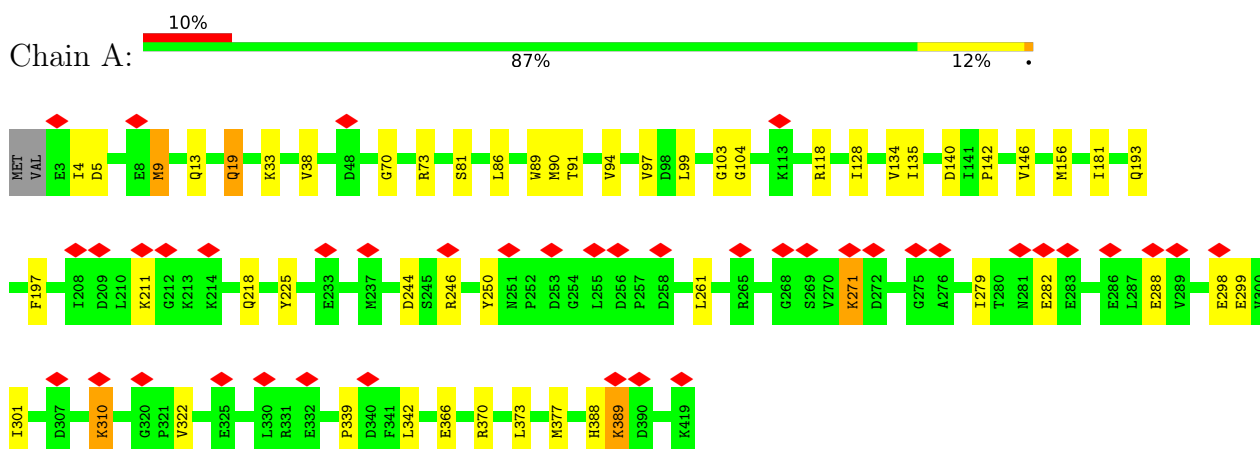 10%
Chain A:
87% 12% •
MET VAL E3 I4 D5 E8 M9 Q13 Q19 K33 V38 D48 G70 R73 S81 L86 W89 M90 T91 V94 V97 D98 L99 G103 G104 K113 R118 I128 V134 I135 D140 I141 P142 V146 M156 I181 Q193
F197 I208 D209 L210 K211 G212 K213 K214 Q218 Y225 E233 M237 D244 S245 R246 Y250 N251 P252 D253 G254 L255 D256 P257 D258 L261 R265 G268 S269 V270 K271 D272 G275 A276 I279 T280 N281 E282 E283 E286 L287 E288 V289 E298 E299 V300
I301 D307 K310 G320 P321 V322 E325 L330 R331 E332 P339 D340 F341 L342 E366 R370 L373 M377 H388 K389 D390 K419